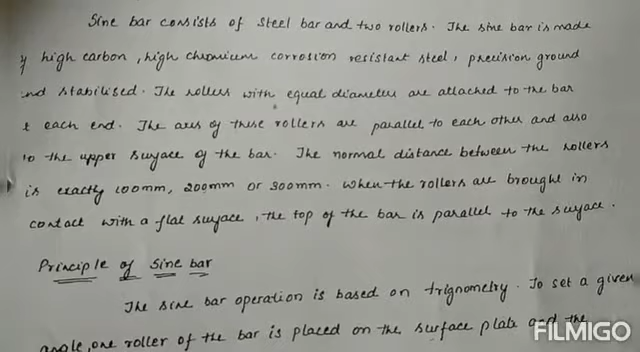 Sine bar consists of steel bar and two rollers. The sine bar is made
high carbon, high chromium corrosion resistant steel, precision ground
nd stabilised. The rollers with equal diameter are attached to the bar
t each end. The axes of these rollers are parallel to each other and also
to the upper surface of the bar. The normal distance between the rollers
is exactly 100mm, 200mm or 300mm. When the rollers are brought in
contact with a flat surface, the top of the bar is parallel to the surface.
Principle of Sine bar
The sine bar operation is based on trignometry. To set a given
angle, one roller of the bar is placed on the surface plate and the
FILMIGO